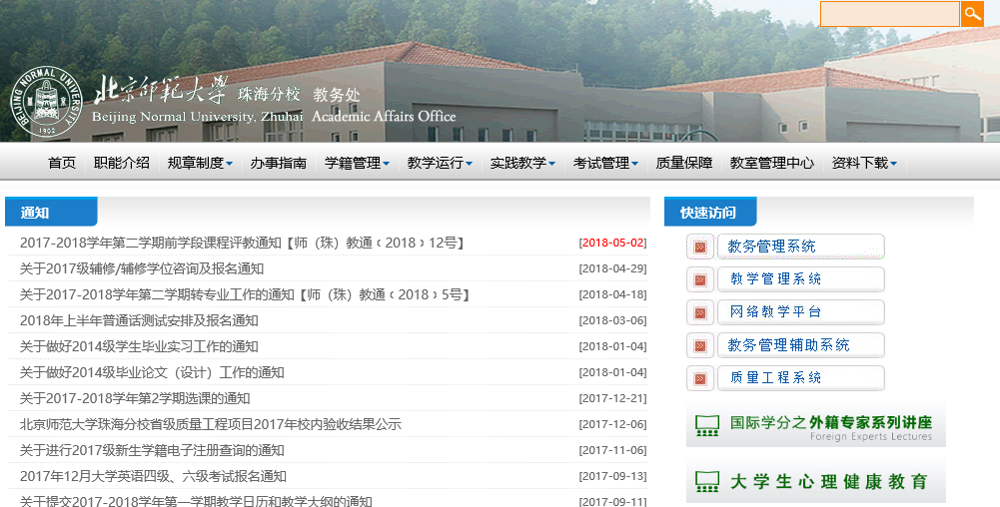 BEIJING NORMAL UNIVERSITY
1902
北京师范大学 珠海分校 教务处
Beijing Normal University, Zhuhai Academic Affairs Office
首页 职能介绍 规章制度 办事指南 学籍管理 教学运行 实践教学 考试管理 质量保障 教室管理中心 资料下载
通知
2017-2018学年第二学期前学段课程评教通知【师（珠）教通﹝2018﹞12号】 [2018-05-02]
关于2017级辅修/辅修学位咨询及报名通知 [2018-04-29]
关于2017-2018学年第二学期转专业工作的通知【师（珠）教通﹝2018﹞5号】 [2018-04-18]
2018年上半年普通话测试安排及报名通知 [2018-03-06]
关于做好2014级学生毕业实习工作的通知 [2018-01-04]
关于做好2014级毕业论文（设计）工作的通知 [2018-01-04]
关于2017-2018学年第2学期选课的通知 [2017-12-21]
北京师范大学珠海分校省级质量工程项目2017年校内验收结果公示 [2017-12-06]
关于进行2017级新生学籍电子注册查询的通知 [2017-11-06]
2017年12月大学英语四级、六级考试报名通知 [2017-09-13]
关于提交2017-2018学年第一学期教学日历和教学大纲的通知 [2017-09-11]
快速访问
教务管理系统
教学管理系统
网络教学平台
教务管理辅助系统
质量工程系统
国际学分之外籍专家系列讲座
Foreign Experts Lectures
大学生心理健康教育